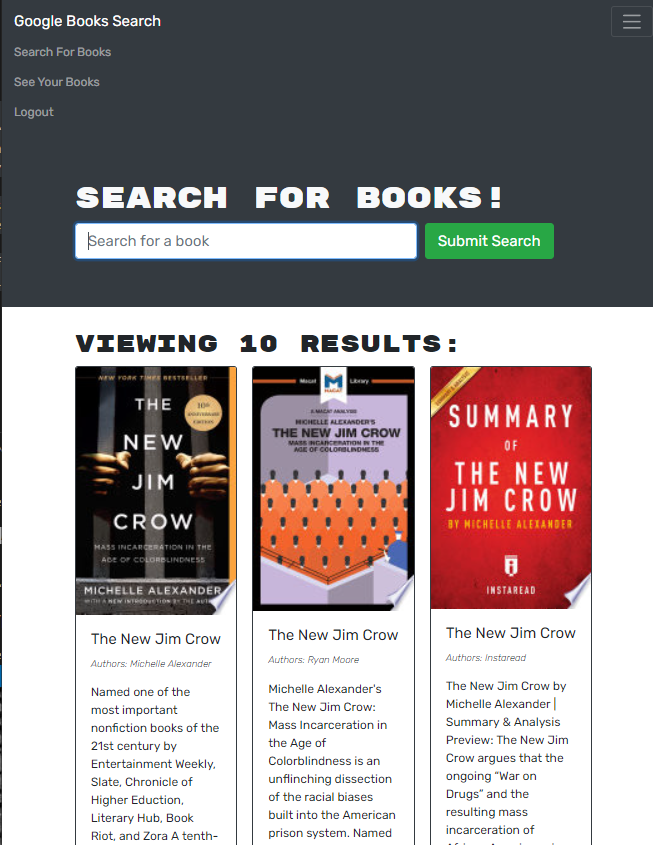 Google Books Search
Search For Books
See Your Books
Logout
SEARCH FOR BOOKS!
Search for a book
Submit Search
VIEWING 10 RESULTS:
NEW YORK TIMES BESTSELLER
THE
10th
ANNIVERSARY
EDITION
NEW
JIM
CROW
MASS INCARCERATION IN THE
AGE OF COLORBLINDNESS
MICHELLE ALEXANDER
WITH A NEW INTRODUCTION BY THE
The New Jim Crow
Authors: Michelle Alexander
Named one of the
most important
nonfiction books of the
21st century by
Entertainment Weekly,
Slate, Chronicle of
Higher Eduction,
Literary Hub, Book
Riot, and Zora A tenth-
Macat
MACAT
Library
A MACAT ANALYSIS
MICHELLE ALEXANDER'S
THE NEW JIM CROW
MASS INCARCERATION IN THE
AGE OF COLORBLINDNESS
The New Jim Crow
Authors: Ryan Moore
Michelle Alexander's
The New Jim Crow:
Mass Incarceration in
the Age of
Colorblindness is an
unflinching dissection
of the racial biases
built into the American
prison system. Named
SUMMARY
OF
THE NEW
JIM CROW
BY MICHELLE ALEXANDER
INSTAREAD
The New Jim Crow
Authors: Instaread
The New Jim Crow by
Michelle Alexander |
Summary & Analysis
Preview: The New Jim
Crow argues that the
ongoing “War on
Drugs” and the
resulting mass
incarceration of